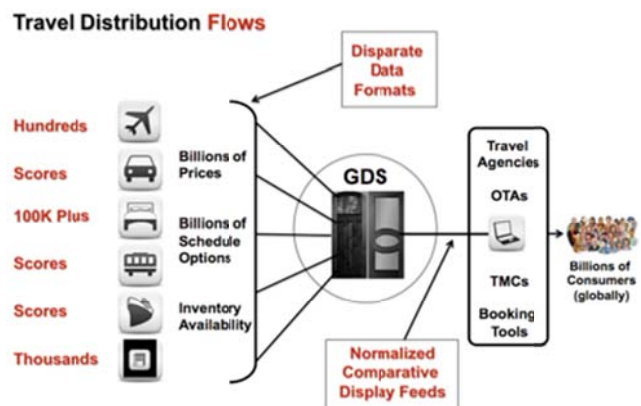 Travel Distribution Flows
Disparate
Data
Formats
Hundreds
Scores
100K Plus
Scores
Scores
Thousands
Billions of
Prices
Billions of
Schedule
Options
Inventory
Availability
GDS
Travel
Agencies
OTAs
TMCs
Booking
Tools
Billions of
Consumers
(globally)
Normalized
Comparative
Display Feeds